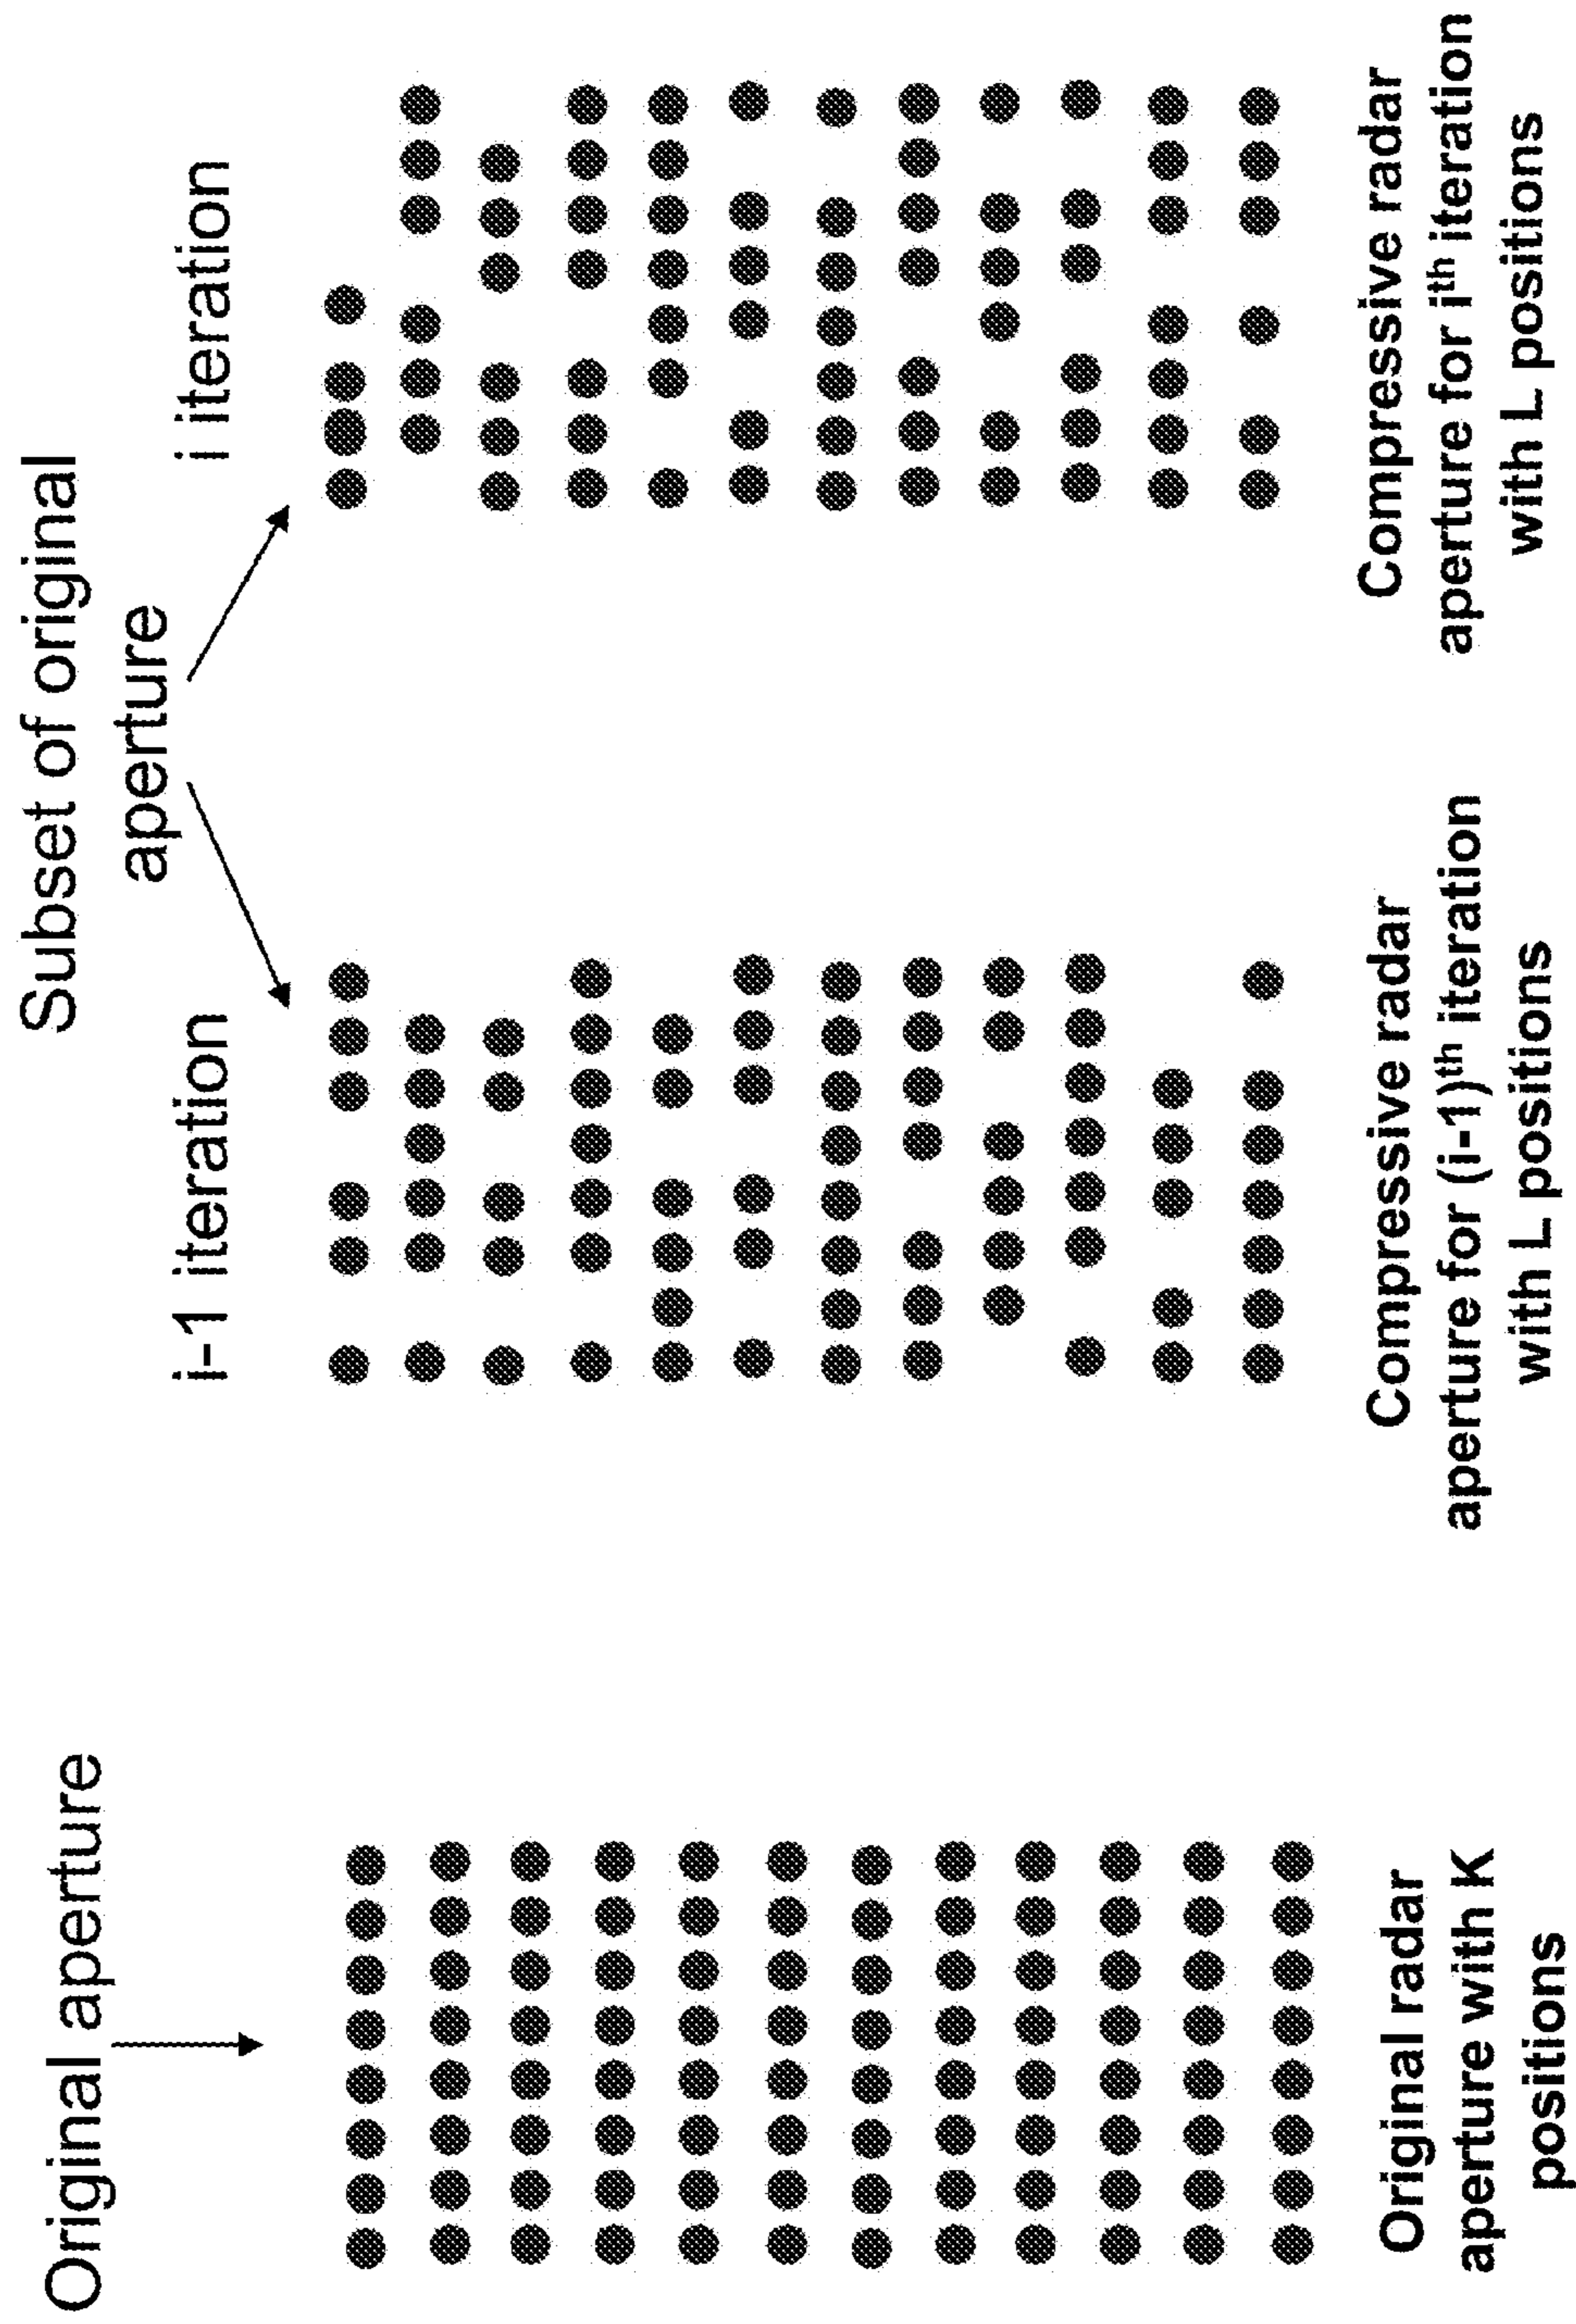 Original aperture
Subset of original
aperture
i-1 iteration
i iteration
Original radar
aperture with K
positions
Compressive radar
aperture for (i-1)th iteration
with L positions
Compressive radar
aperture for ith iteration
with L positions